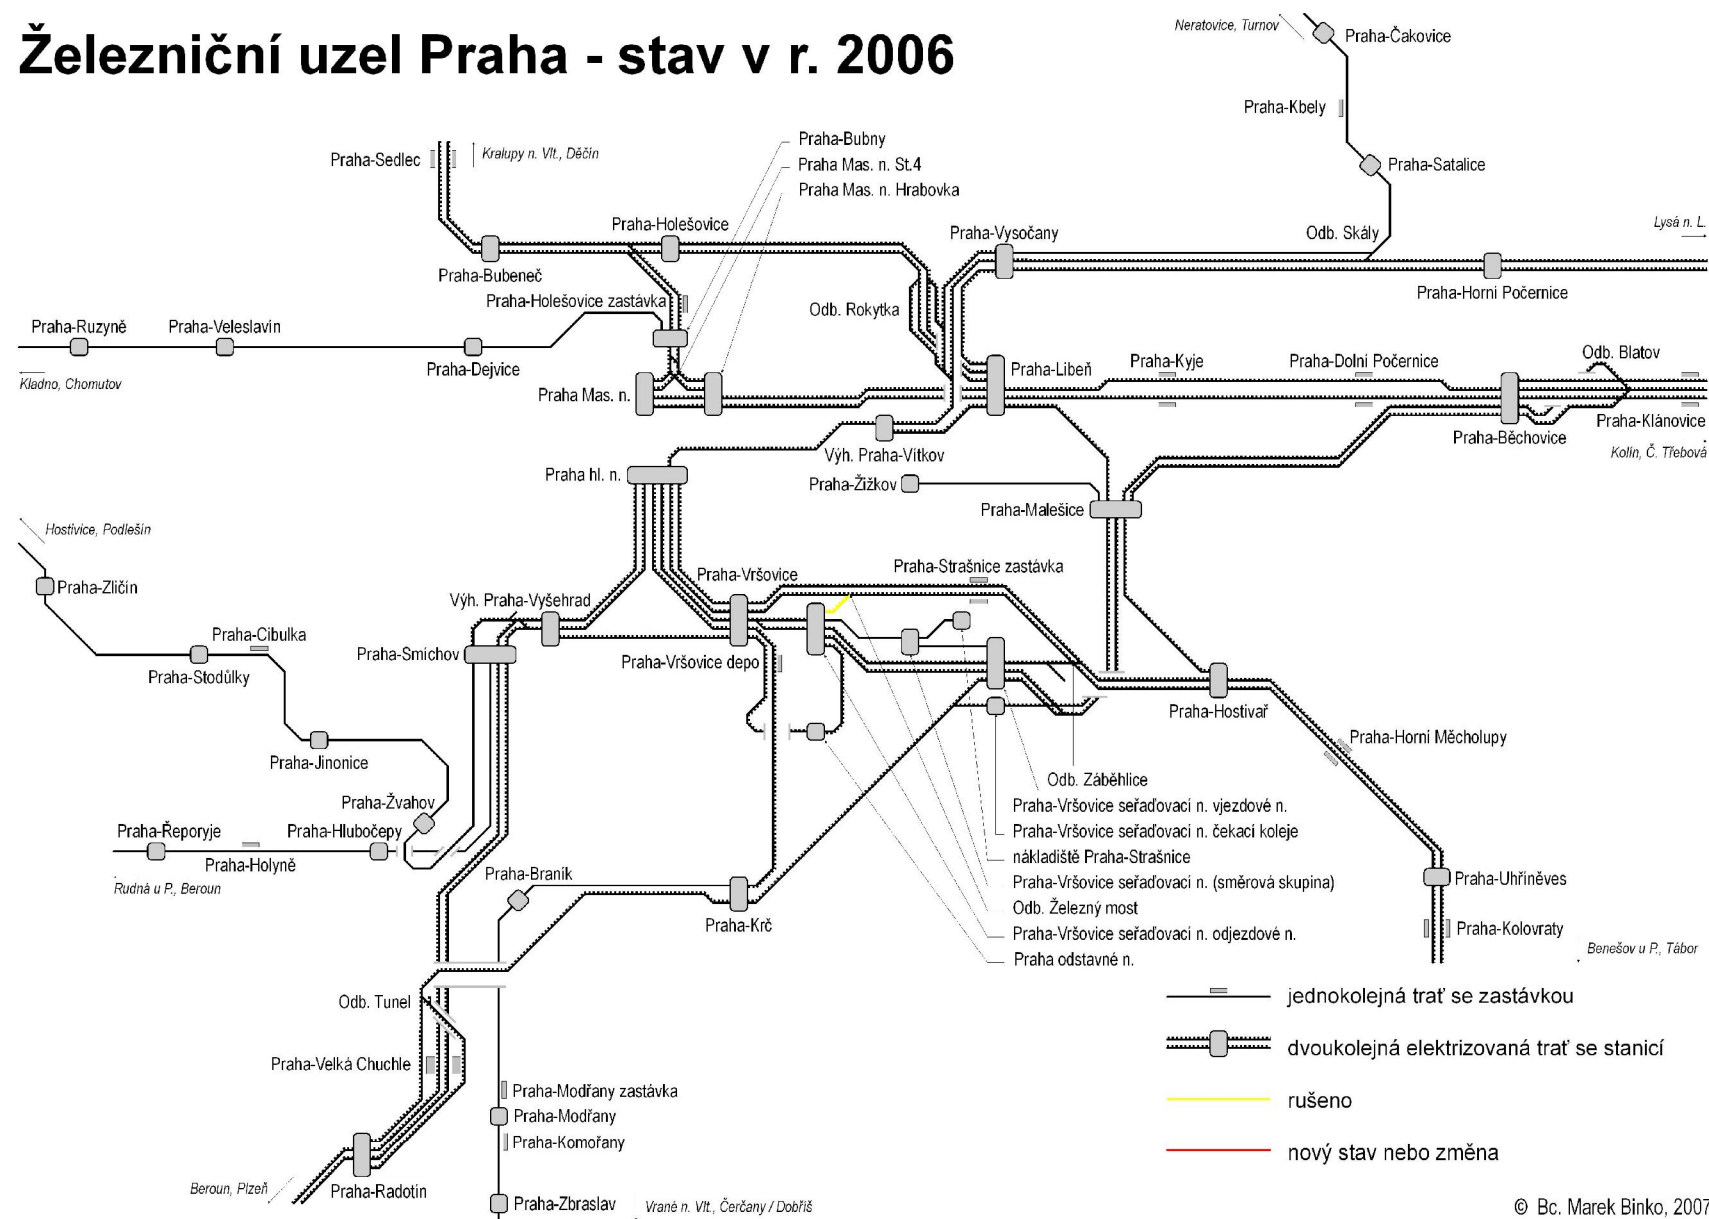 Železniční uzel Praha - stav v r. 2006
Neratovice, Turnov
Praha-Čakovice
Praha-Kbely
Praha-Satalice
Praha-Sedlec
Kralupy n. Vlt., Děčín
Praha-Bubny
Praha Mas. n. St.4
Praha Mas. n. Hrabovka
Praha-Holešovice
Praha-Vysočany
Odb. Skály
Lysá n. L.
Praha-Bubeneč
Praha-Holešovice zastávka
Odb. Rokytka
Praha-Horní Počernice
Praha-Ruzyně
Praha-Veleslavín
Praha-Dejvice
Kladno, Chomutov
Praha Mas. n.
Praha-Libeň
Praha-Kyje
Praha-Dolní Počernice
Odb. Blatov
Praha-Klánovice
Praha-Běchovice
Kolín, Č. Třebová
Výh. Praha-Vítkov
Praha hl. n.
Praha-Žižkov
Praha-Malešice
Hostivice, Podlešín
Praha-Zličín
Praha-Vršovice
Praha-Strašnice zastávka
Výh. Praha-Vyšehrad
Praha-Cibulka
Praha-Smíchov
Praha-Stodůlky
Praha-Vršovice depo
Praha-Hostivař
Praha-Jinonice
Praha-Horní Měcholupy
Odb. Záběhlice
Praha-Žvahov
Praha-Vršovice seřaďovací n. vjezdové n.
Praha-Řeporyje
Praha-Hlubočepy
Praha-Vršovice seřaďovací n. čekací koleje
Praha-Holyně
nákladiště Praha-Strašnice
Rudná u P., Beroun
Praha-Braník
Praha-Vršovice seřaďovací n. (směrová skupina)
Praha-Uhříněves
Odb. Železný most
Praha-Krč
Praha-Vršovice seřaďovací n. odjezdové n.
Praha-Kolovraty
Praha odstavné n.
Benešov u P., Tábor
Odb. Tunel
jednokolejná trať se zastávkou
dvoukolejná elektrizovaná trať se stanicí
Praha-Velká Chuchle
Praha-Modřany zastávka
rušeno
Praha-Modřany
Praha-Komořany
nový stav nebo změna
Beroun, Plzeň
Praha-Radotín
Praha-Zbraslav
Vrané n. Vlt., Čerčany / Dobříš
© Bc. Marek Binko, 2007